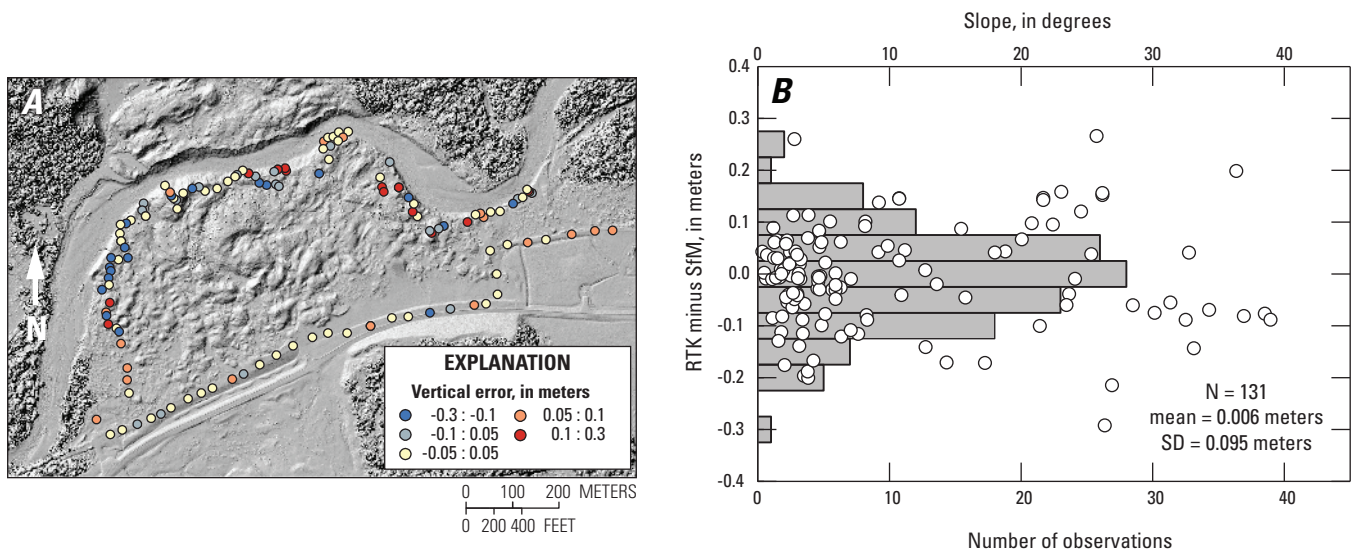 A
N
EXPLANATION
Vertical error, in meters
-0.3 : -0.1
0.05 : 0.1
-0.1 : 0.05
0.1 : 0.3
-0.05 : 0.05
0 100 200 METERS
0 200 400 FEET
Slope, in degrees
0 10 20 30 40
B
RTK minus SfM, in meters
0.4
0.3
0.2
0.1
0.0
-0.1
-0.2
-0.3
-0.4
N = 131
mean = 0.006 meters
SD = 0.095 meters
0 10 20 30 40
Number of observations